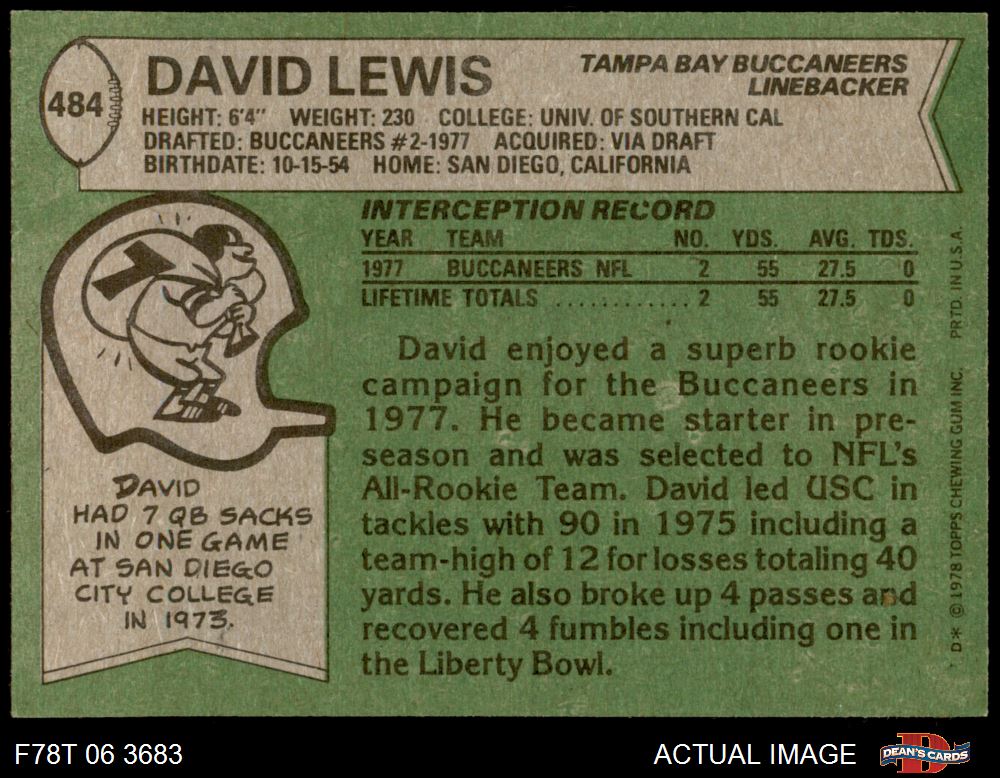 484
DAVID LEWIS
TAMPA BAY BUCCANEERS
LINEBACKER
HEIGHT: 6'4" WEIGHT: 230 COLLEGE: UNIV. OF SOUTHERN CAL
DRAFTED: BUCCANEERS #2-1977 ACQUIRED: VIA DRAFT
BIRTHDATE: 10-15-54 HOME: SAN DIEGO, CALIFORNIA
INTERCEPTION RECORD
YEAR TEAM NO. YDS. AVG. TDS.
1977 BUCCANEERS NFL 2 55 27.5 0
LIFETIME TOTALS ............ 2 55 27.5 0
David enjoyed a superb rookie
campaign for the Buccaneers in
1977. He became starter in pre-
season and was selected to NFL's
All-Rookie Team. David led USC in
tackles with 90 in 1975 including a
team-high of 12 for losses totaling 40
yards. He also broke up 4 passes and
recovered 4 fumbles including one in
the Liberty Bowl.
DAVID
HAD 7 QB SACKS
IN ONE GAME
AT SAN DIEGO
CITY COLLEGE
IN 1973.
D* © 1978 TOPPS CHEWING GUM INC. PRTD. IN U.S.A.
F78T 06 3683
ACTUAL IMAGE
D
DEAN'S CARDS